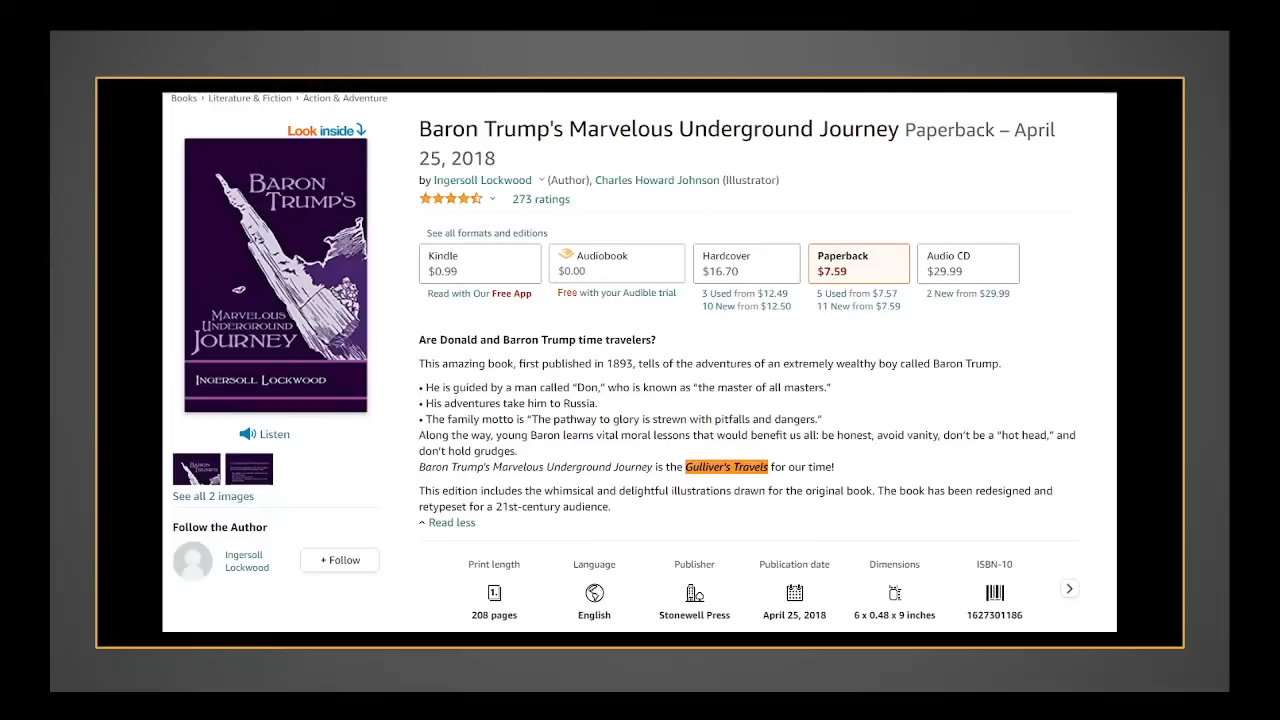 Books › Literature & Fiction › Action & Adventure
Look inside
BARON
TRUMP'S
MARVELOUS
UNDERGROUND
JOURNEY
INGERSOLL LOCKWOOD
Listen
See all 2 images
Follow the Author
Ingersoll
Lockwood
+ Follow
Baron Trump's Marvelous Underground Journey Paperback – April
25, 2018
by Ingersoll Lockwood (Author), Charles Howard Johnson (Illustrator)
273 ratings
See all formats and editions
Kindle
$0.99
Read with Our Free App
Audiobook
$0.00
Free with your Audible trial
Hardcover
$16.70
3 Used from $12.49
10 New from $12.50
Paperback
$7.59
5 Used from $7.57
11 New from $7.59
Audio CD
$29.99
2 New from $29.99
Are Donald and Barron Trump time travelers?
This amazing book, first published in 1893, tells of the adventures of an extremely wealthy boy called Baron Trump.
• He is guided by a man called “Don,” who is known as “the master of all masters.”
• His adventures take him to Russia.
• The family motto is “The pathway to glory is strewn with pitfalls and dangers.”
Along the way, young Baron learns vital moral lessons that would benefit us all: be honest, avoid vanity, don’t be a “hot head,” and
don’t hold grudges.
Baron Trump's Marvelous Underground Journey is the Gulliver's Travels for our time!
This edition includes the whimsical and delightful illustrations drawn for the original book. The book has been redesigned and
retypeset for a 21st-century audience.
Read less
Print length
208 pages
Language
English
Publisher
Stonewell Press
Publication date
April 25, 2018
Dimensions
6 x 0.48 x 9 inches
ISBN-10
1627301186